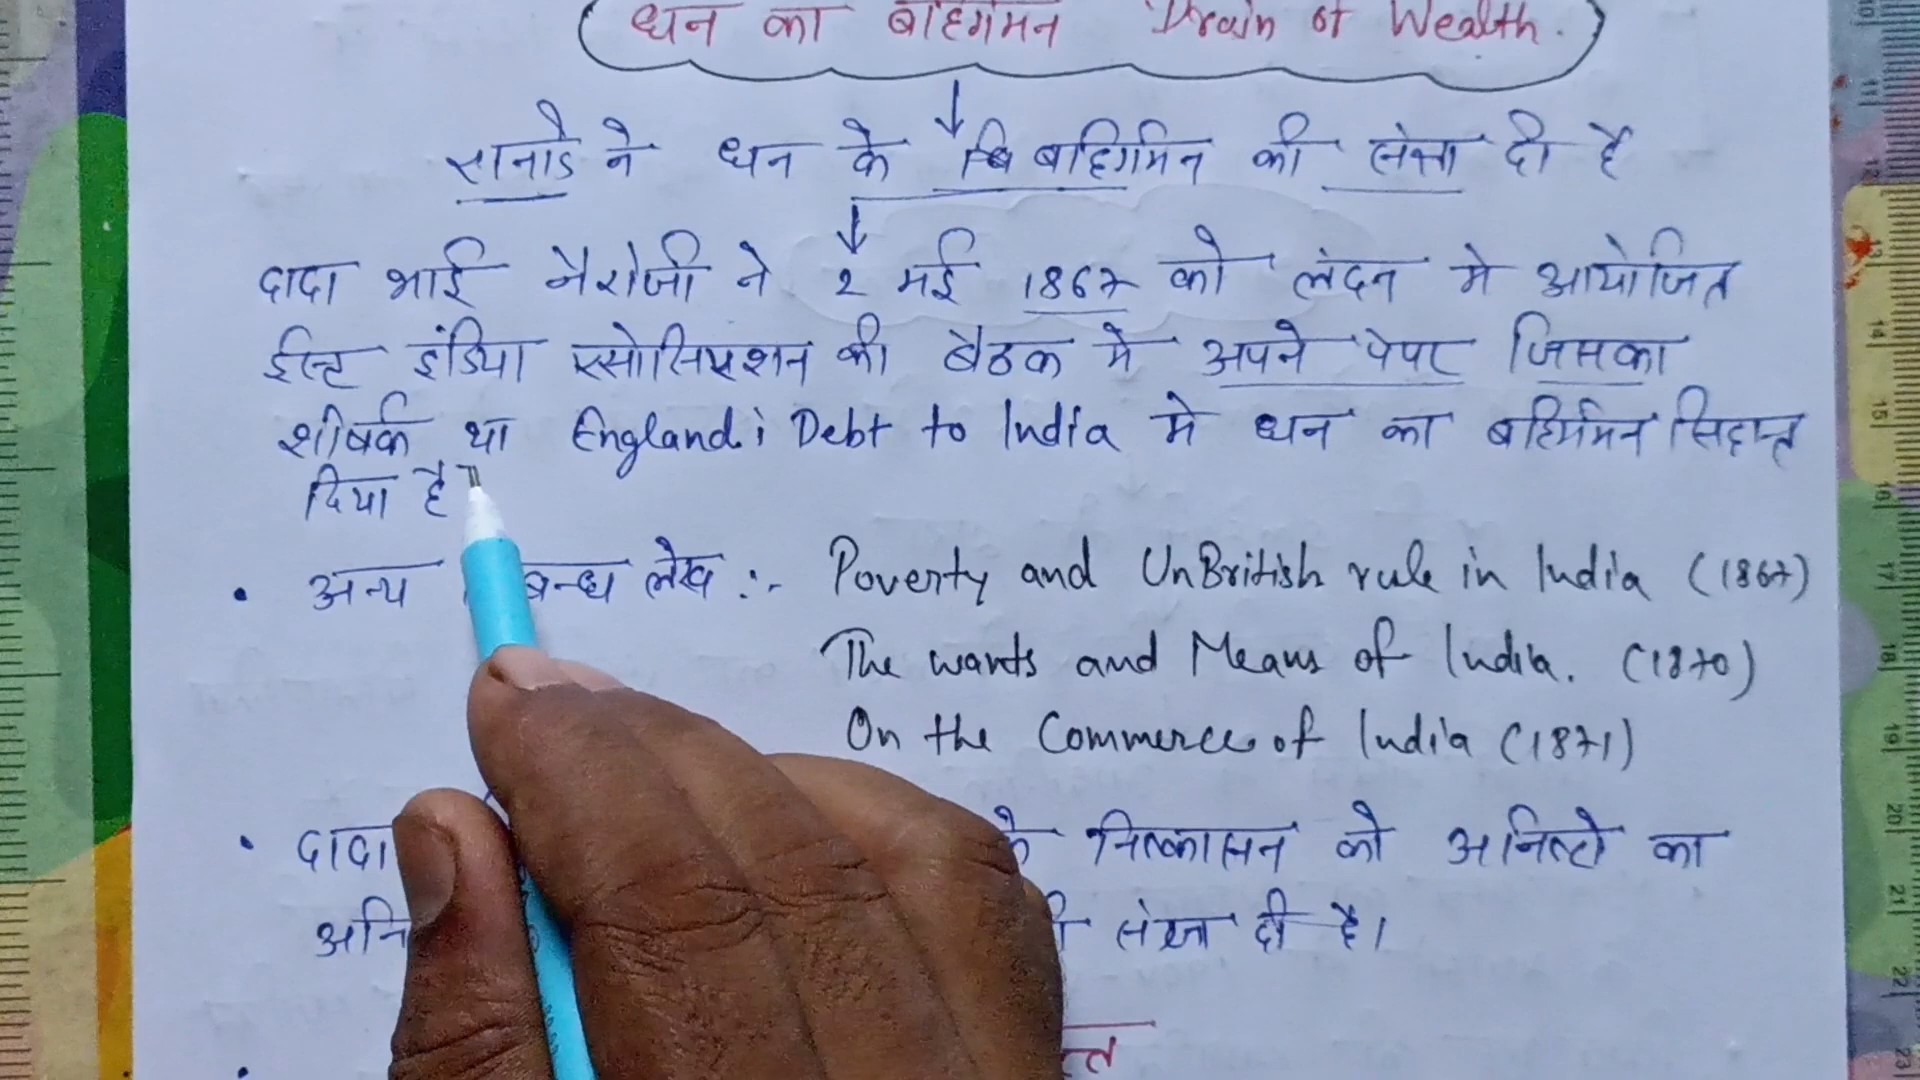 धन का बहिर्गमन Drain of Wealth.
रानाडे ने धन के बहिर्गमन की संज्ञा दी है
दादा भाई नैरोजी ने 2 मई 1867 को लंदन मे आयोजित
ईस्ट इंडिया एसोसिएशन की बैठक मे अपने पेपर जिसका
शीर्षक था England; Debt to India मे धन का बहिर्गमन सिद्धान्त
दिया है
• अन्य लेख :- Poverty and UnBritish rule in India (1867)
The wants and Means of India. (1870)
On the Commerce of India (1871)
• दादा के निष्कासन को अनिष्टो का
अनि संज्ञा दी है।